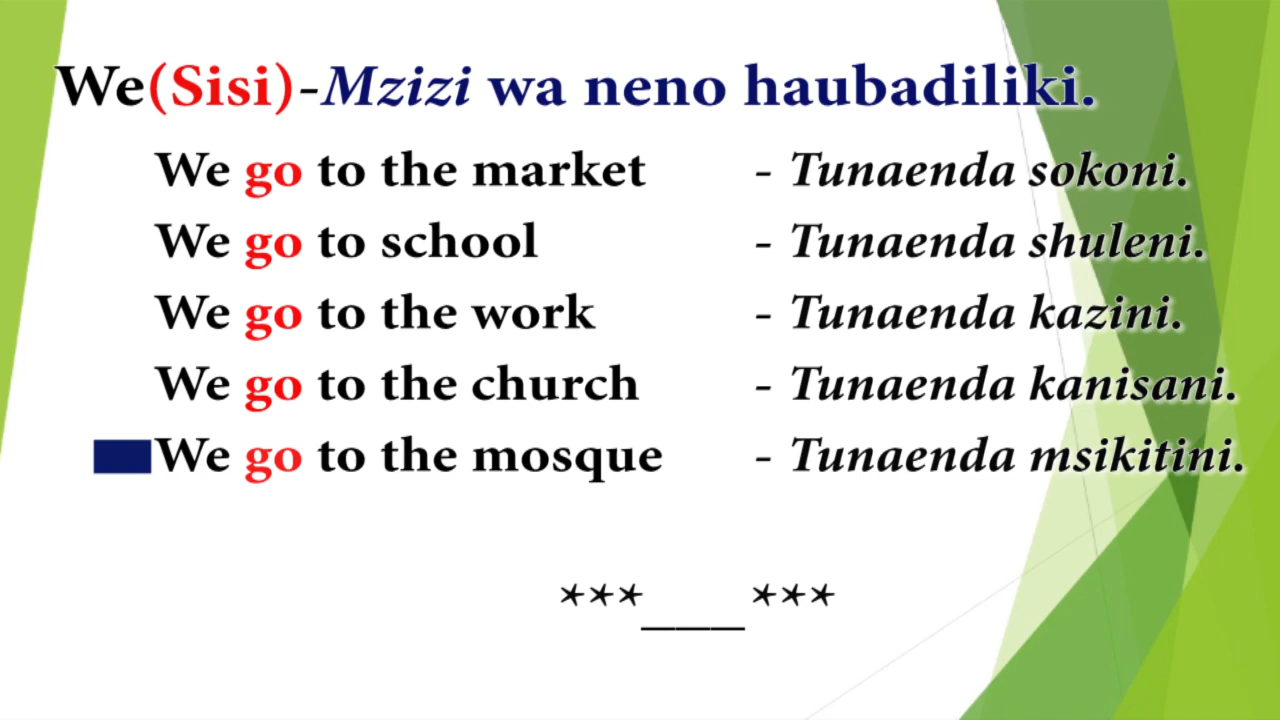 We(Sisi)-Mzizi wa neno haubadiliki.
We go to the market - Tunaenda sokoni.
We go to school - Tunaenda shuleni.
We go to the work - Tunaenda kazini.
We go to the church - Tunaenda kanisani.
We go to the mosque - Tunaenda msikitini.
***___***